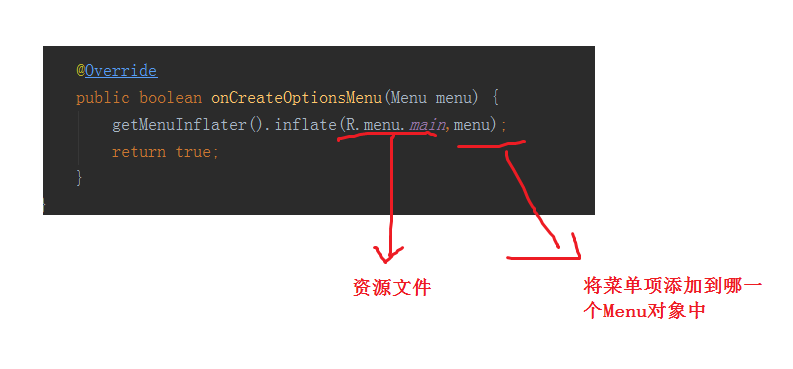 @Override
public boolean onCreateOptionsMenu(Menu menu) {
getMenuInflater().inflate(R.menu.main,menu);
return true;
}
}
资源文件
将菜单项添加到哪一
个Menu对象中